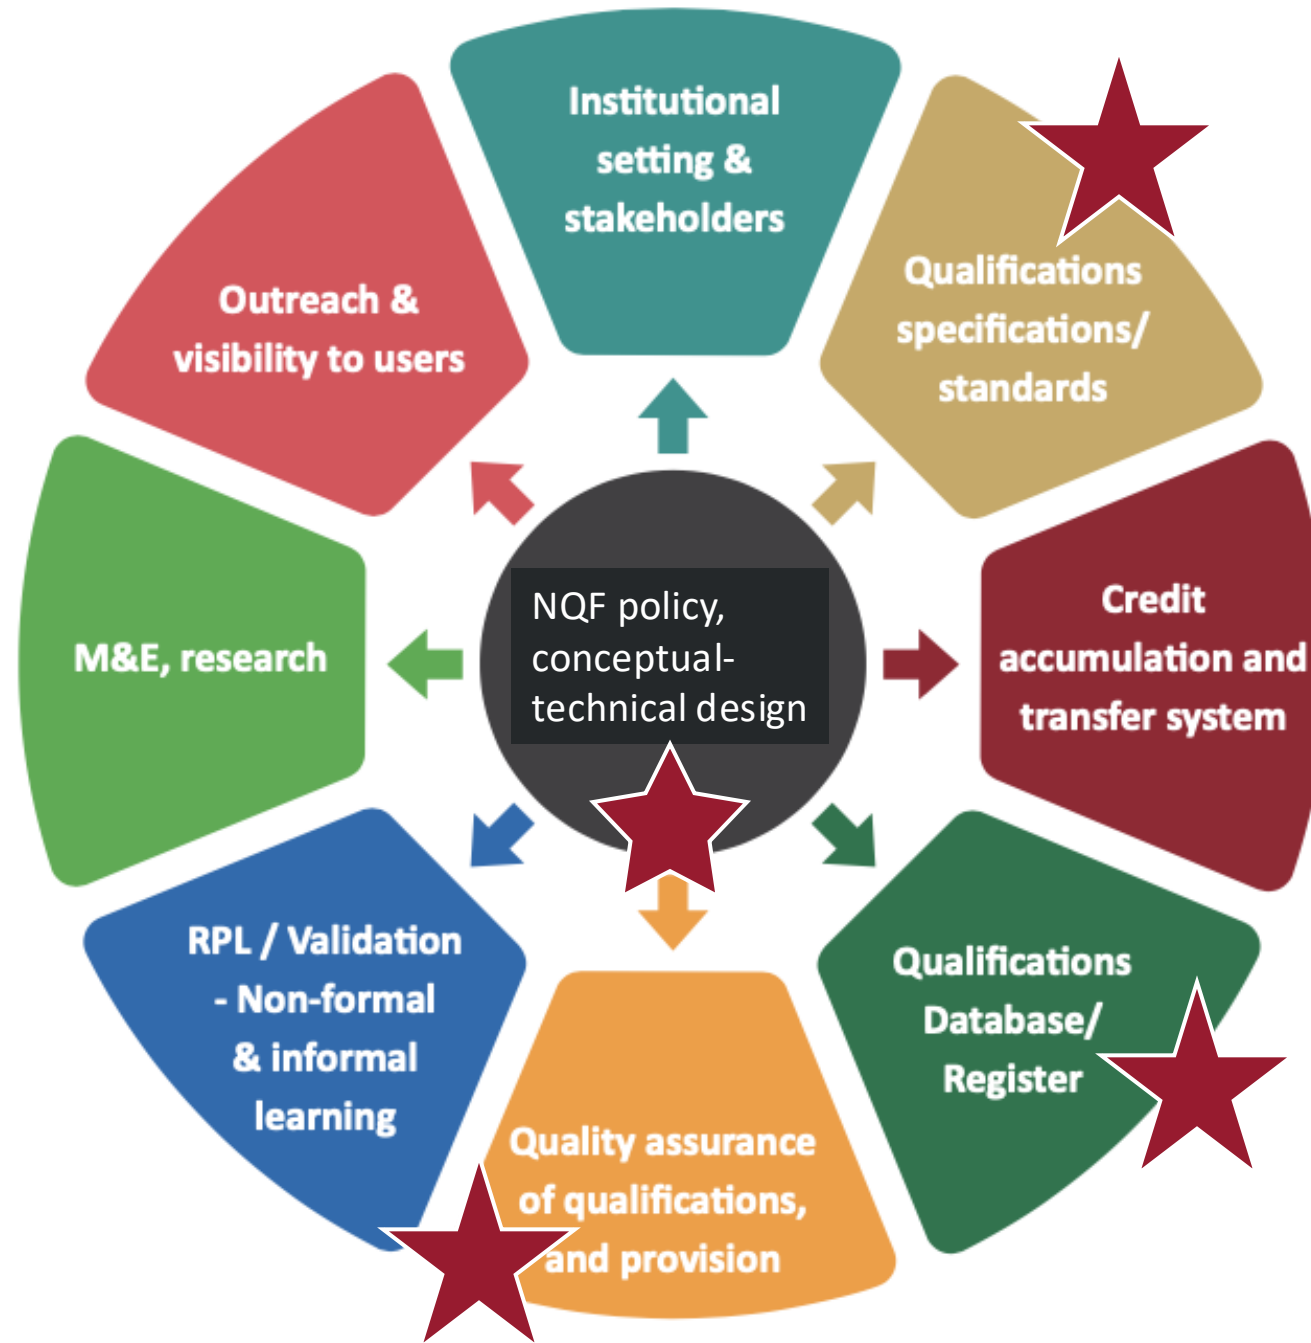 Institutional
setting &
stakeholders
Qualifications
specifications/
standards
Credit
accumulation and
transfer system
Qualifications
Database/
Register
Quality assurance
of qualifications,
and provision
RPL / Validation
- Non-formal
& informal
learning
M&E, research
Outreach &
visibility to users
NQF policy,
conceptual-
technical design